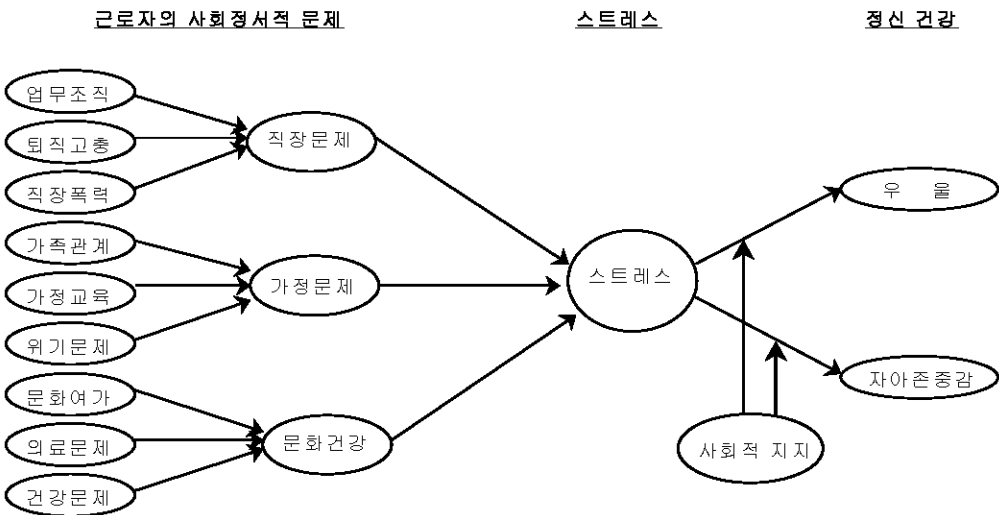 근로자의 사회정서적 문제
스트레스
정신 건강
업무조직
퇴직고충
직장폭력
가족관계
가정교육
위기문제
문화여가
의료문제
건강문제
직장문제
가정문제
문화건강
스트레스
사회적 지지
우 울
자아존중감